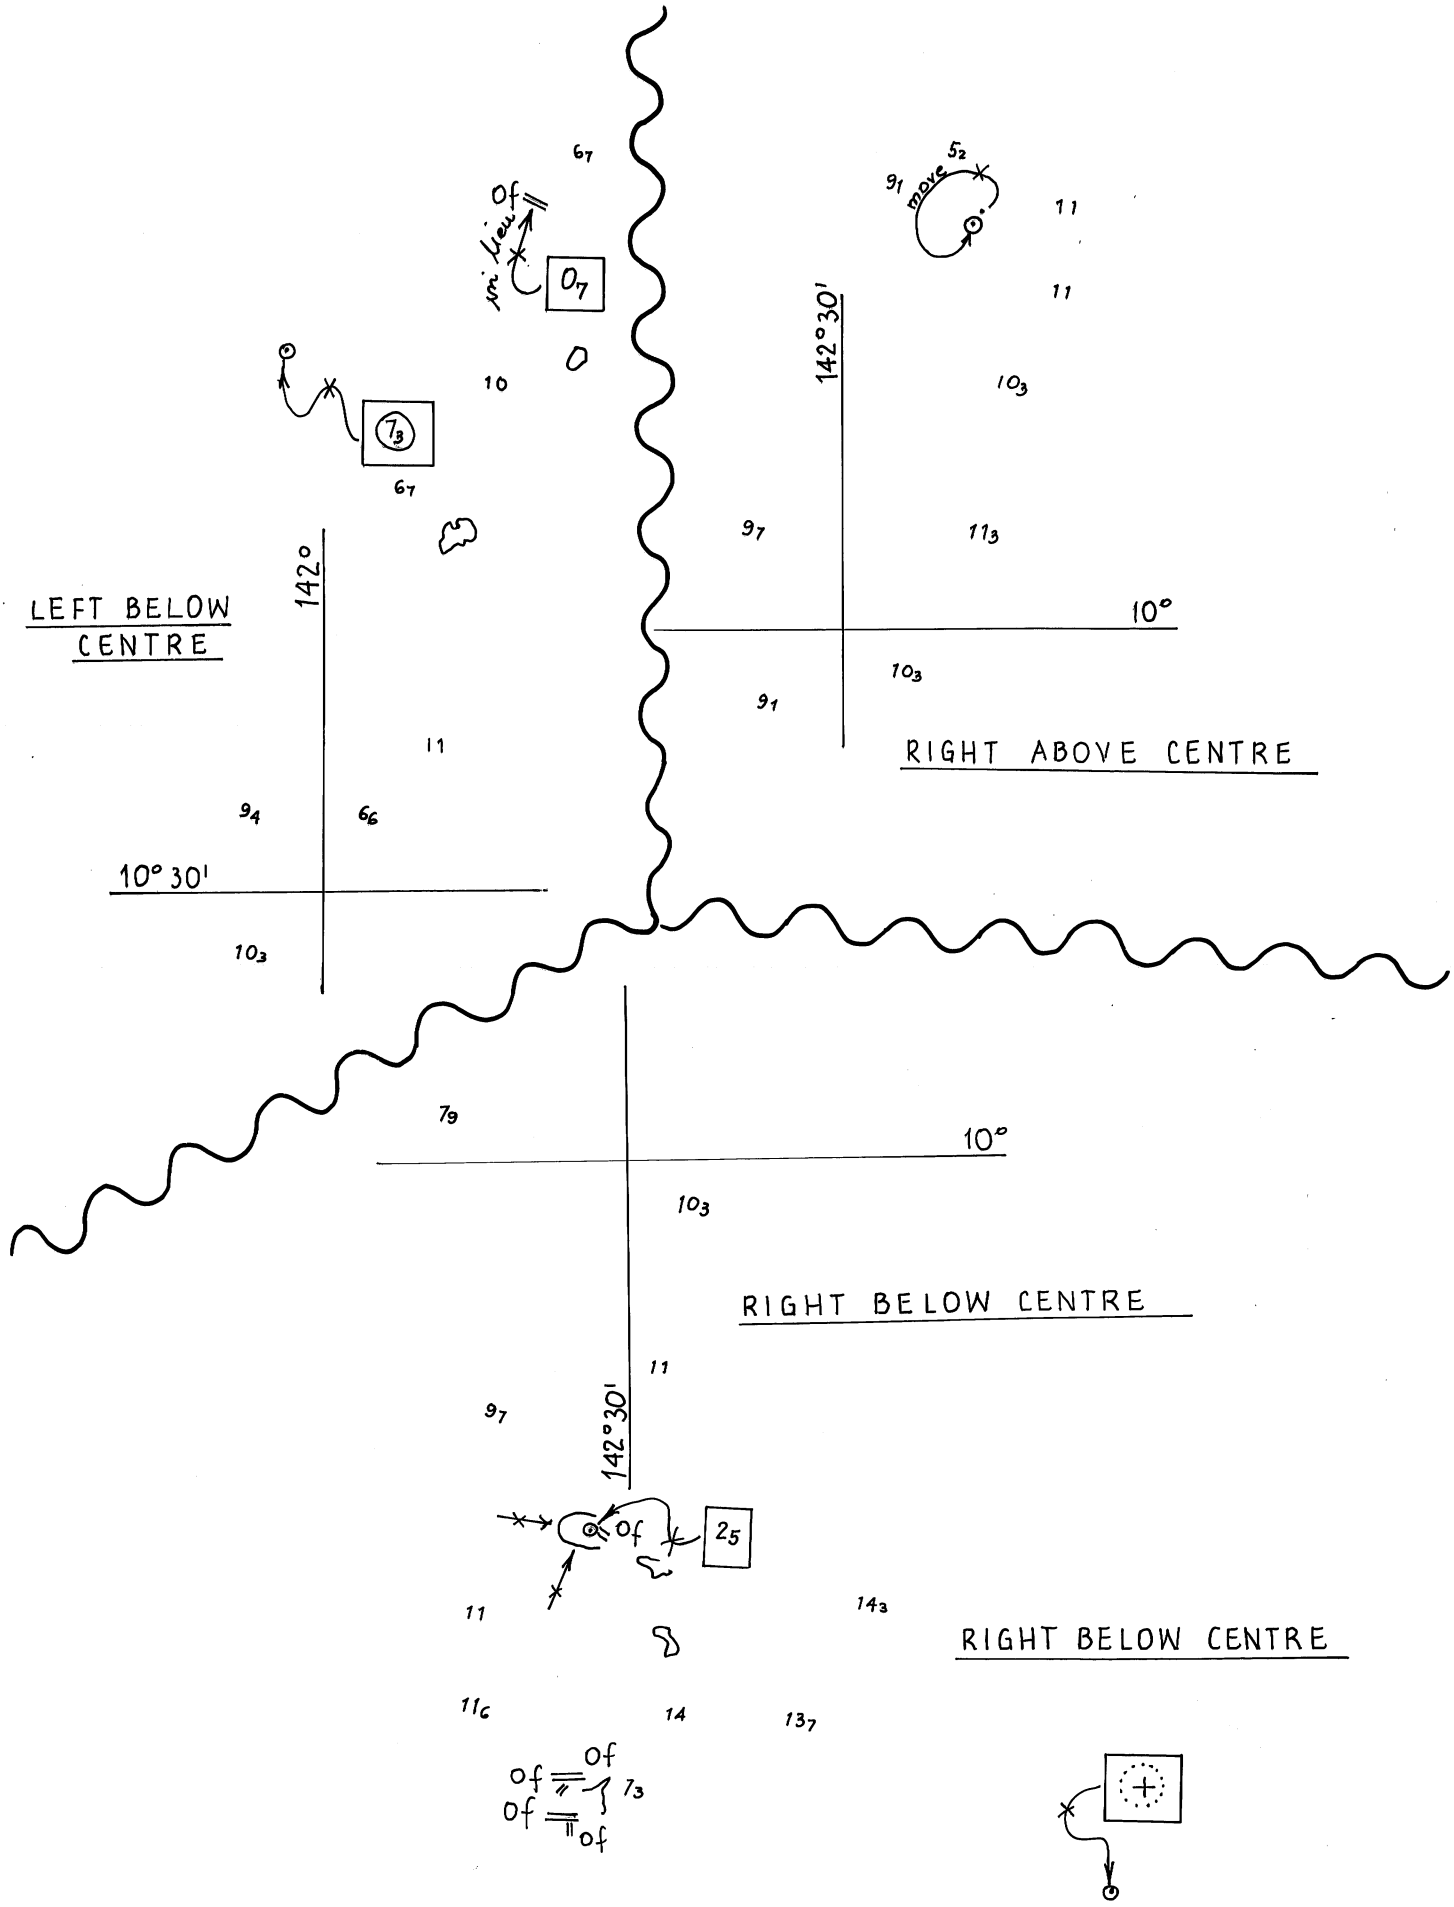 6₇
Of
in lieu
0₇
10
7₃
6₇
142°
LEFT BELOW
CENTRE
11
9₄
6₆
10°30'
10₃
5₂
9₁
move
11
11
142°30'
10₃
9₇
11₃
10°
10₃
9₁
RIGHT ABOVE CENTRE
7₉
10°
10₃
RIGHT BELOW CENTRE
11
142°30'
9₇
Of
2₅
11
14₃
RIGHT BELOW CENTRE
11₆
14
13₇
Of
Of
7₃
Of
Of